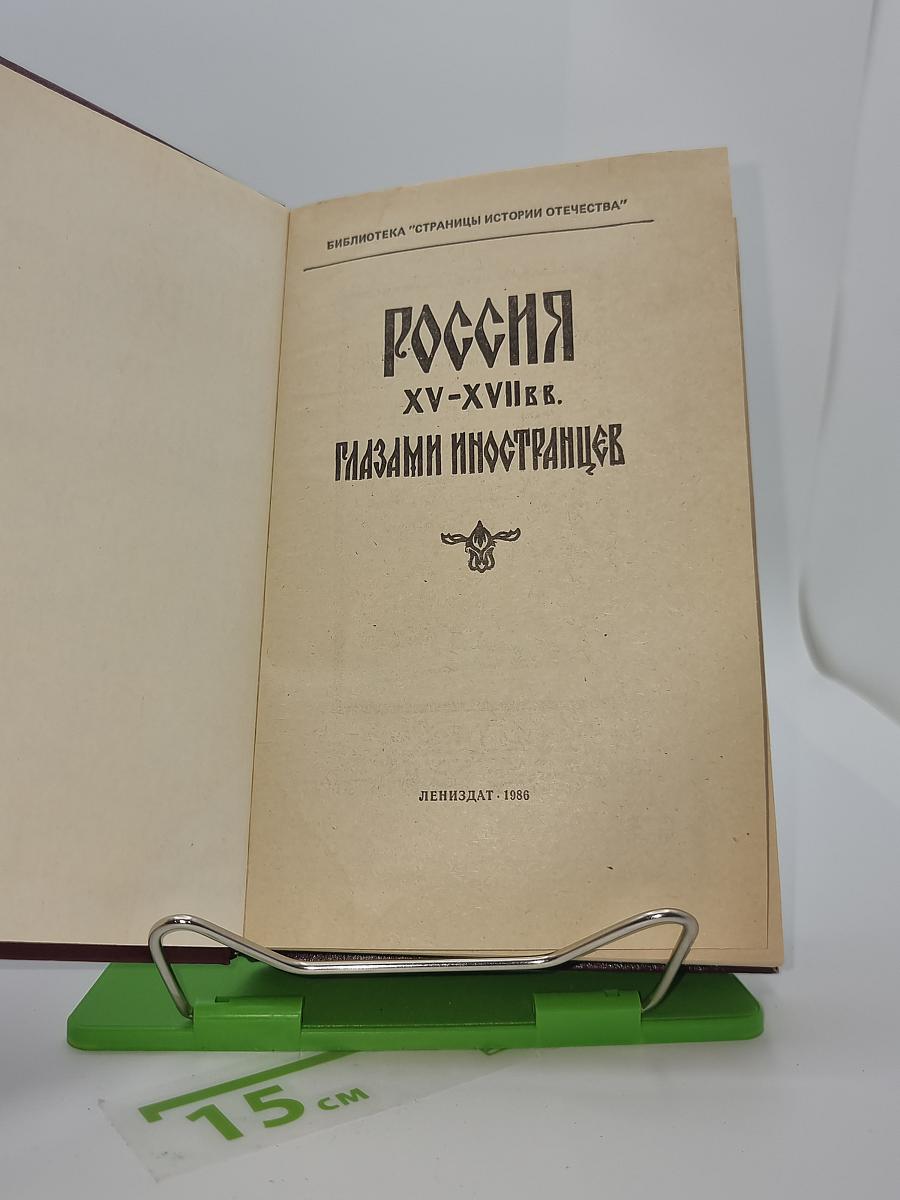 БИБЛИОТЕКА "СТРАНИЦЫ ИСТОРИИ ОТЕЧЕСТВА"
РОССИЯ
XV–XVII вв.
ГЛАЗАМИ ИНОСТРАНЦЕВ
ЛЕНИЗДАТ · 1986
15 см